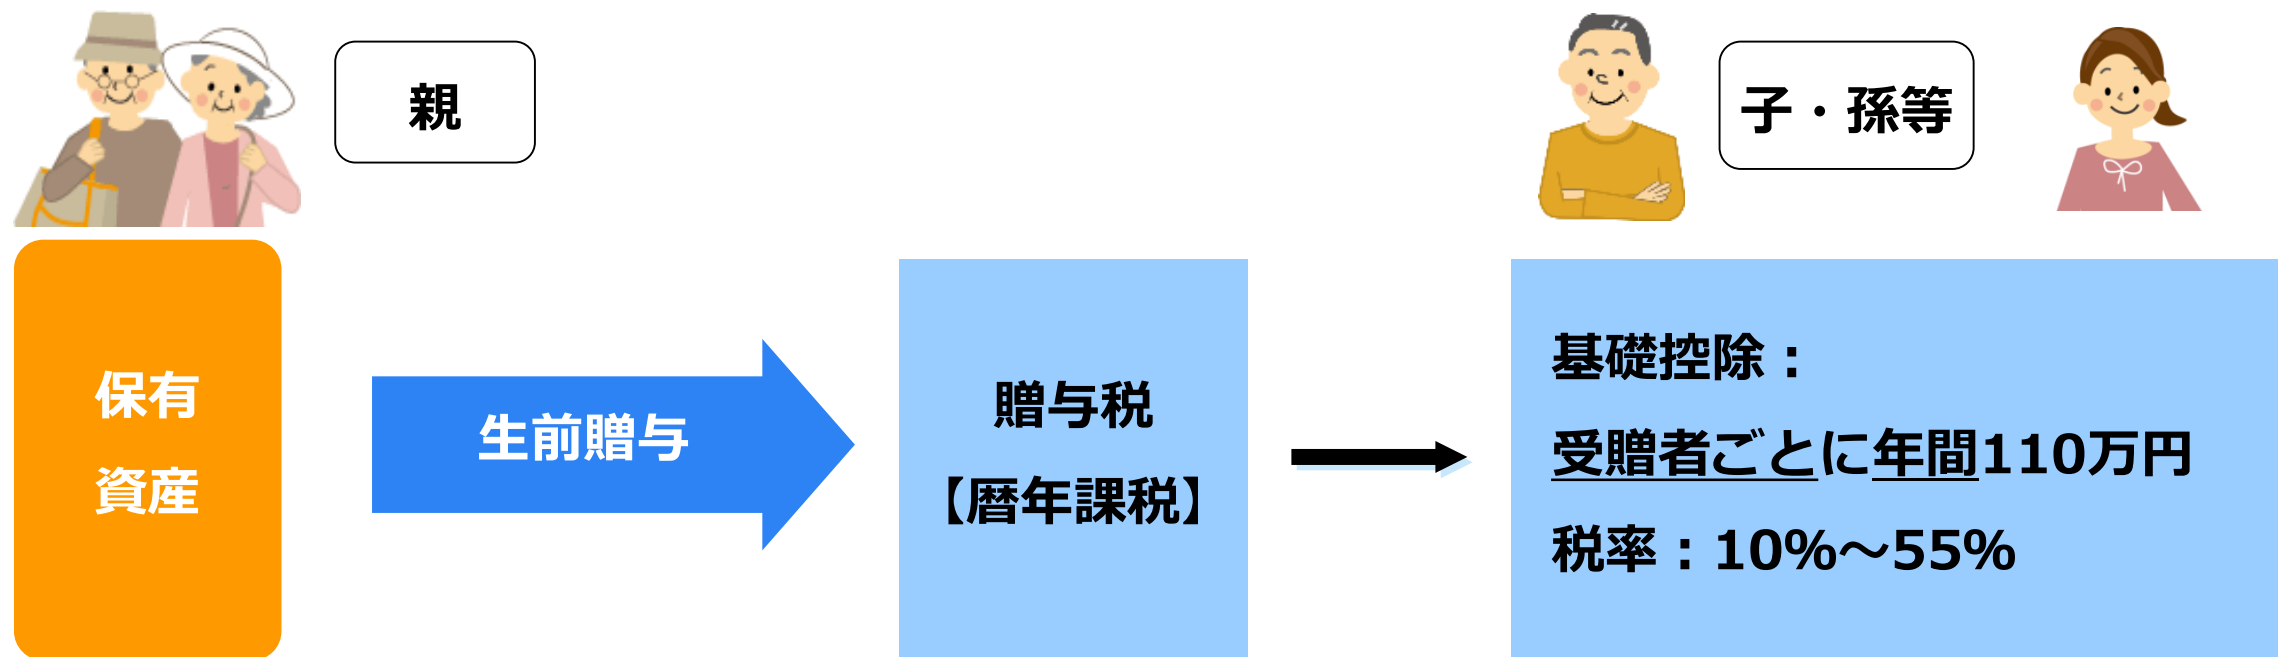 親
子・孫等
保有
資産
生前贈与
贈与税
【暦年課税】
基礎控除：
受贈者ごとに年間110万円
税率：10%～55%